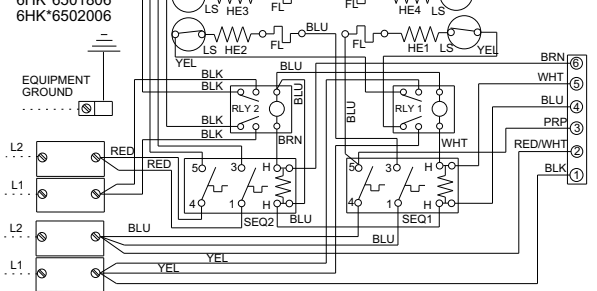 6HK*6501806
6HK*6502006
LS HE3 FL FL HE4 LS
BLU
LS HE2 FL FL HE1 LS
YEL YEL
EQUIPMENT
GROUND
BLK
BLK
BLK
BLK
BLU
BLU
BLU
BLU
RLY 2
RLY 1
BRN
WHT
BRN 6
WHT 5
BLU 4
PRP 3
RED/WHT 2
BLK 1
L2
RED
RED
L1
5 3 H
4 1 H
SEQ2
5 3 H
4 1 H
SEQ1
L2
BLU
BLU
BLU
L1
YEL
YEL